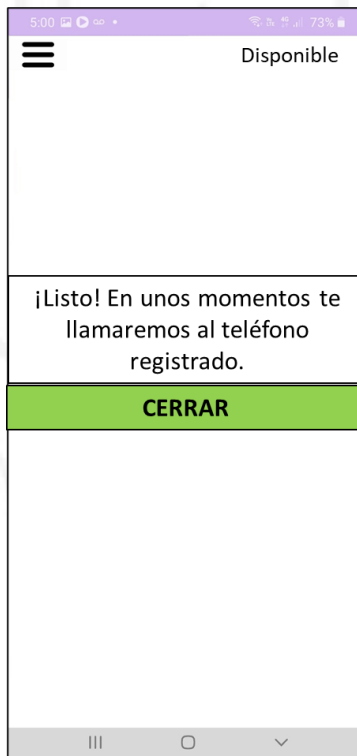 5:00
73%
Disponible
¡Listo! En unos momentos te
llamaremos al teléfono
registrado.
CERRAR